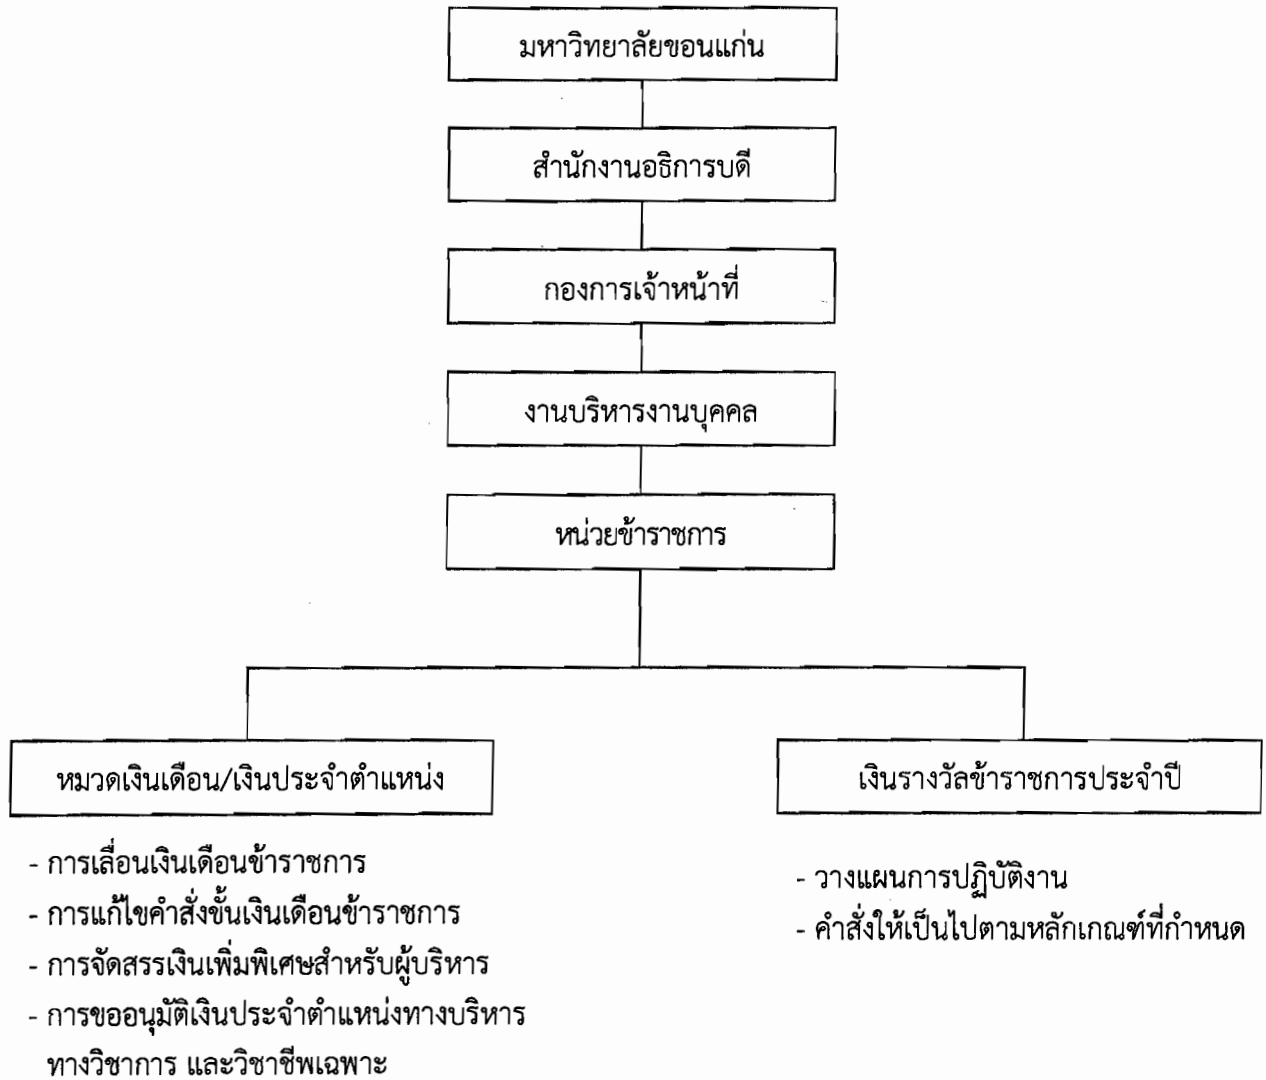 มหาวิทยาลัยขอนแก่น
สำนักงานอธิการบดี
กองการเจ้าหน้าที่
งานบริหารงานบุคคล
หน่วยข้าราชการ
หมวดเงินเดือน/เงินประจำตำแหน่ง
- การเลื่อนเงินเดือนข้าราชการ
- การแก้ไขคำสั่งขั้นเงินเดือนข้าราชการ
- การจัดสรรเงินเพิ่มพิเศษสำหรับผู้บริหาร
- การขออนุมัติเงินประจำตำแหน่งทางบริหาร
ทางวิชาการ และวิชาชีพเฉพาะ
เงินรางวัลข้าราชการประจำปี
- วางแผนการปฏิบัติงาน
- คำสั่งให้เป็นไปตามหลักเกณฑ์ที่กำหนด